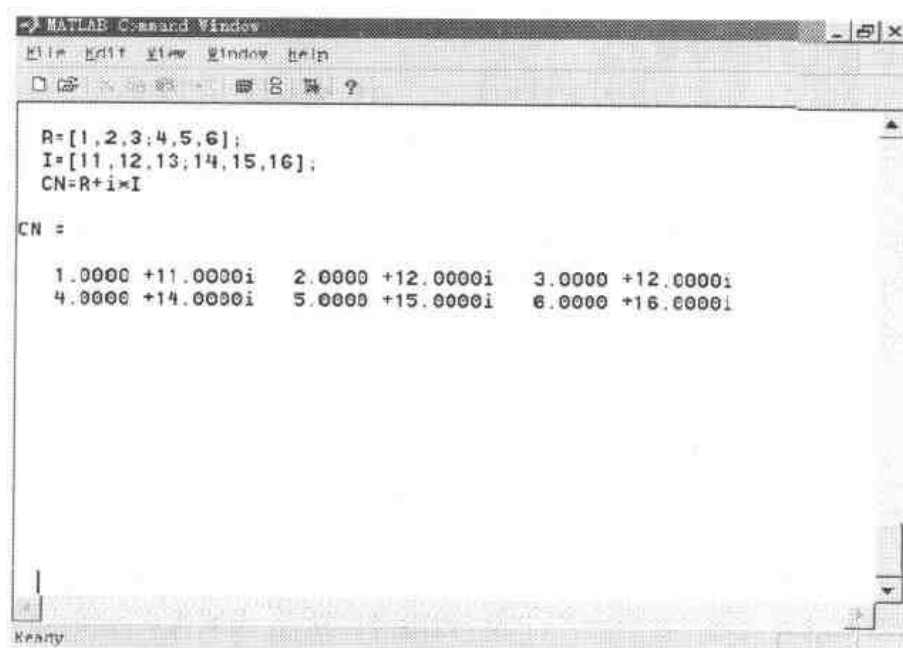 MATLAB Command Window
File Edit View Window Help
?
R=[1,2,3;4,5,6];
I=[11,12,13;14,15,16];
CN=R+i*I
CN =
1.0000 +11.0000i 2.0000 +12.0000i 3.0000 +12.0000i
4.0000 +14.0000i 5.0000 +15.0000i 6.0000 +16.0000i
Ready